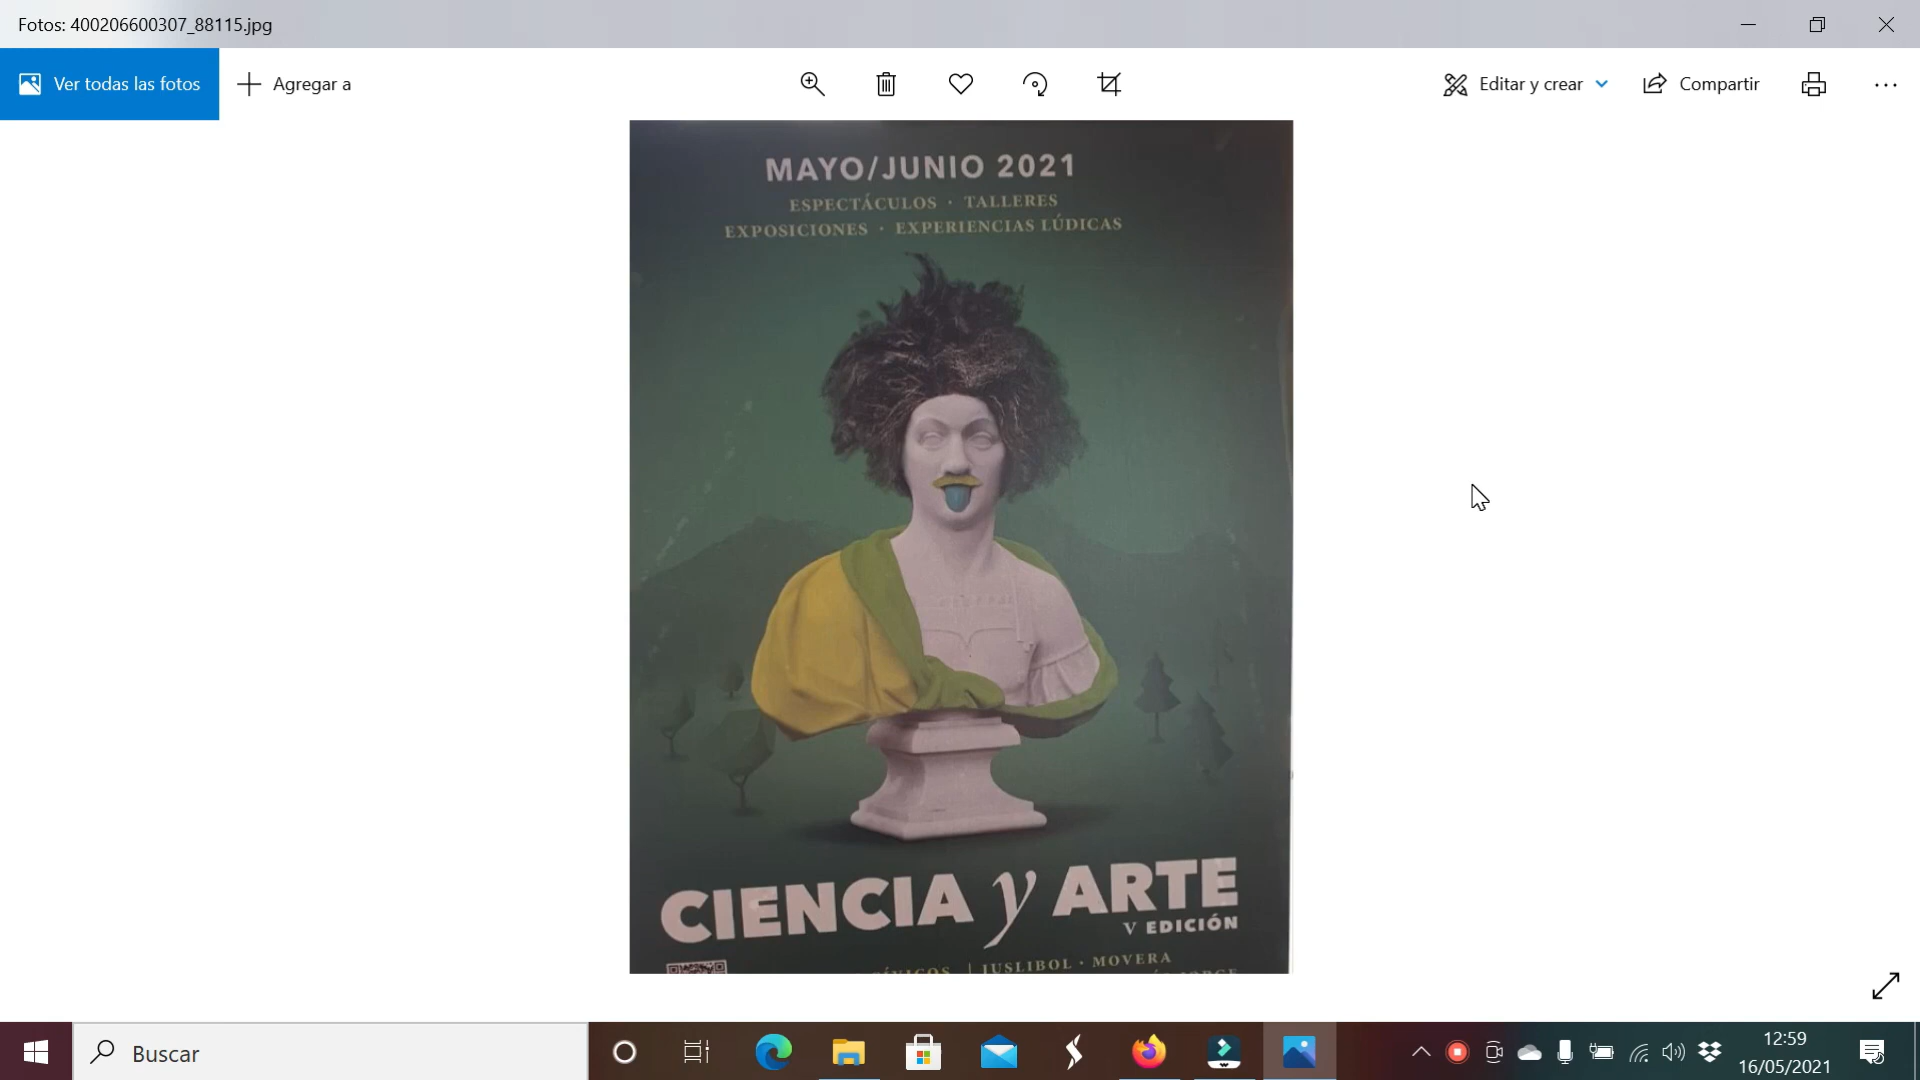 Fotos: 400206600307_88115.jpg
Ver todas las fotos
Agregar a
Editar y crear
Compartir
MAYO/JUNIO 2021
ESPECTÁCULOS · TALLERES
EXPOSICIONES · EXPERIENCIAS LÚDICAS
CIENCIA y ARTE
V EDICIÓN
| JUSLIBOL · MOVERA
Buscar
12:59
16/05/2021